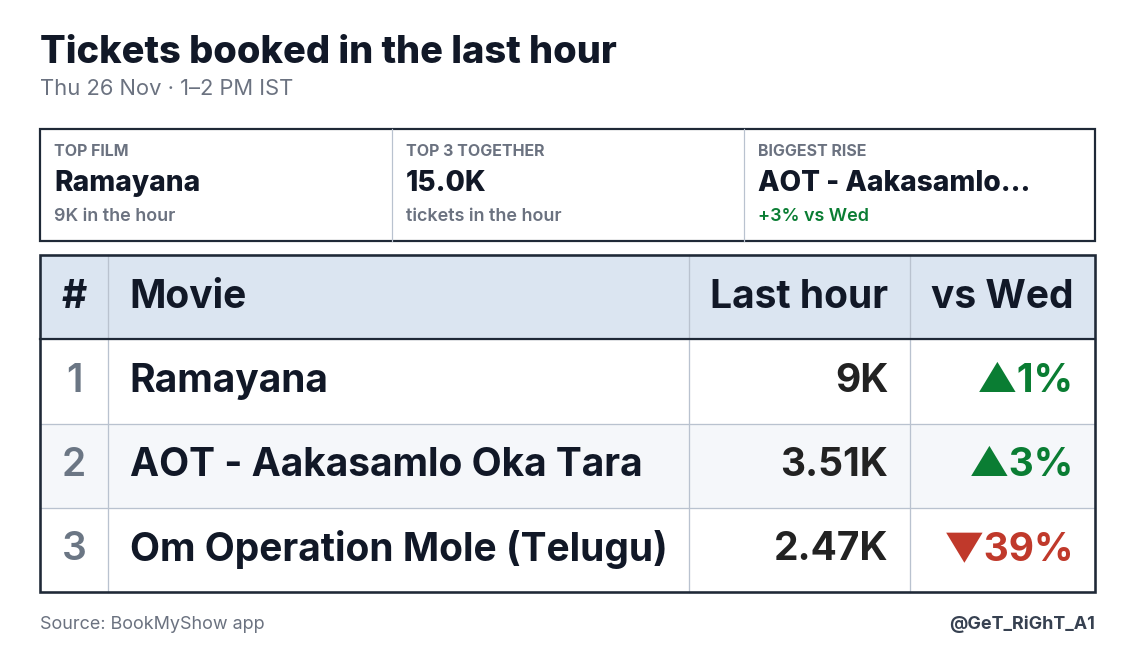 Tickets booked in the last hour
Thu 26 Nov · 1–2 PM IST
TOP FILM
Ramayana
9K in the hour
TOP 3 TOGETHER
15.0K
tickets in the hour
BIGGEST RISE
AOT - Aakasamlo...
+3% vs Wed
# Movie Last hour vs Wed
1 Ramayana 9K ▲1%
2 AOT - Aakasamlo Oka Tara 3.51K ▲3%
3 Om Operation Mole (Telugu) 2.47K ▼39%
Source: BookMyShow app @GeT_RiGhT_A1